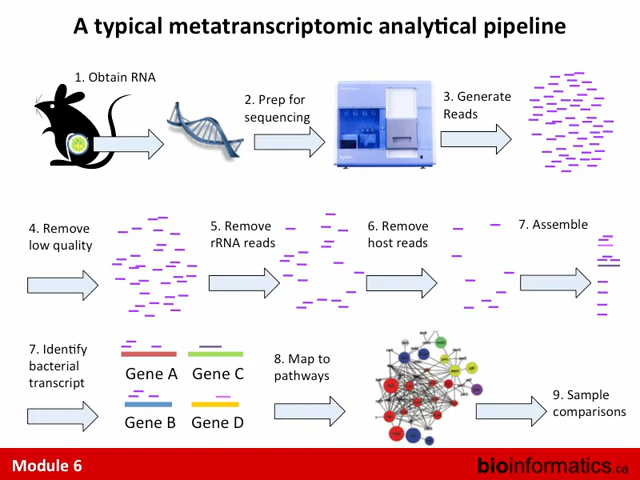 A typical metatranscriptomic analytical pipeline
1. Obtain RNA
2. Prep for
sequencing
3. Generate
Reads
4. Remove
low quality
5. Remove
rRNA reads
6. Remove
host reads
7. Assemble
7. Identify
bacterial
transcript
Gene A
Gene C
Gene B
Gene D
8. Map to
pathways
9. Sample
comparisons
Module 6
bioinformatics.ca